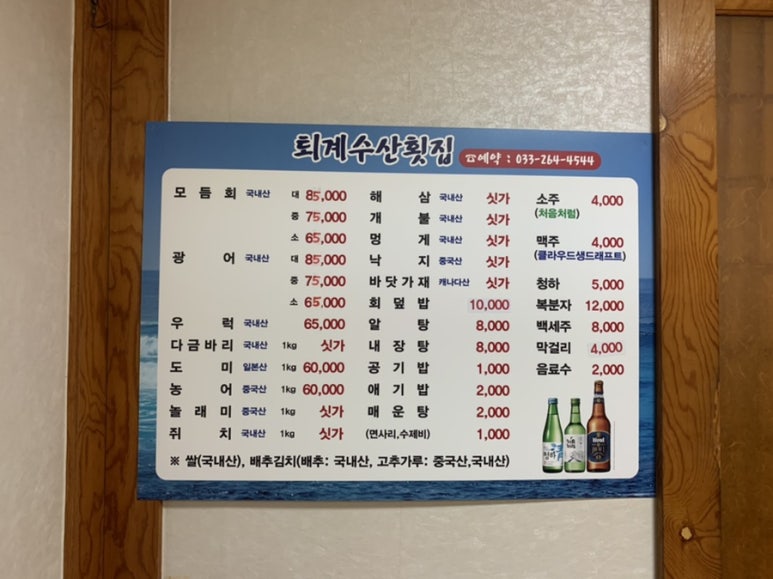 퇴계수산횟집
☎예약 : 033-264-4544
모듬회 국내산 대 85,000
중 75,000
소 65,000
광어 국내산 대 85,000
중 75,000
소 65,000
우럭 국내산 65,000
다금바리 국내산 1kg 싯가
도미 일본산 1kg 60,000
농어 중국산 1kg 60,000
놀래미 중국산 1kg 싯가
쥐치 국내산 1kg 싯가
해삼 국내산 싯가
개불 국내산 싯가
멍게 국내산 싯가
낙지 중국산 싯가
바닷가재 캐나다산 싯가
회덮밥 10,000
알탕 8,000
내장탕 8,000
공기밥 1,000
애기밥 2,000
매운탕 2,000
(면사리,수제비) 1,000
소주 4,000
(처음처럼)
맥주 4,000
(클라우드생드래프트)
청하 5,000
복분자 12,000
백세주 8,000
막걸리 4,000
음료수 2,000
※ 쌀(국내산), 배추김치(배추: 국내산, 고추가루: 중국산,국내산)